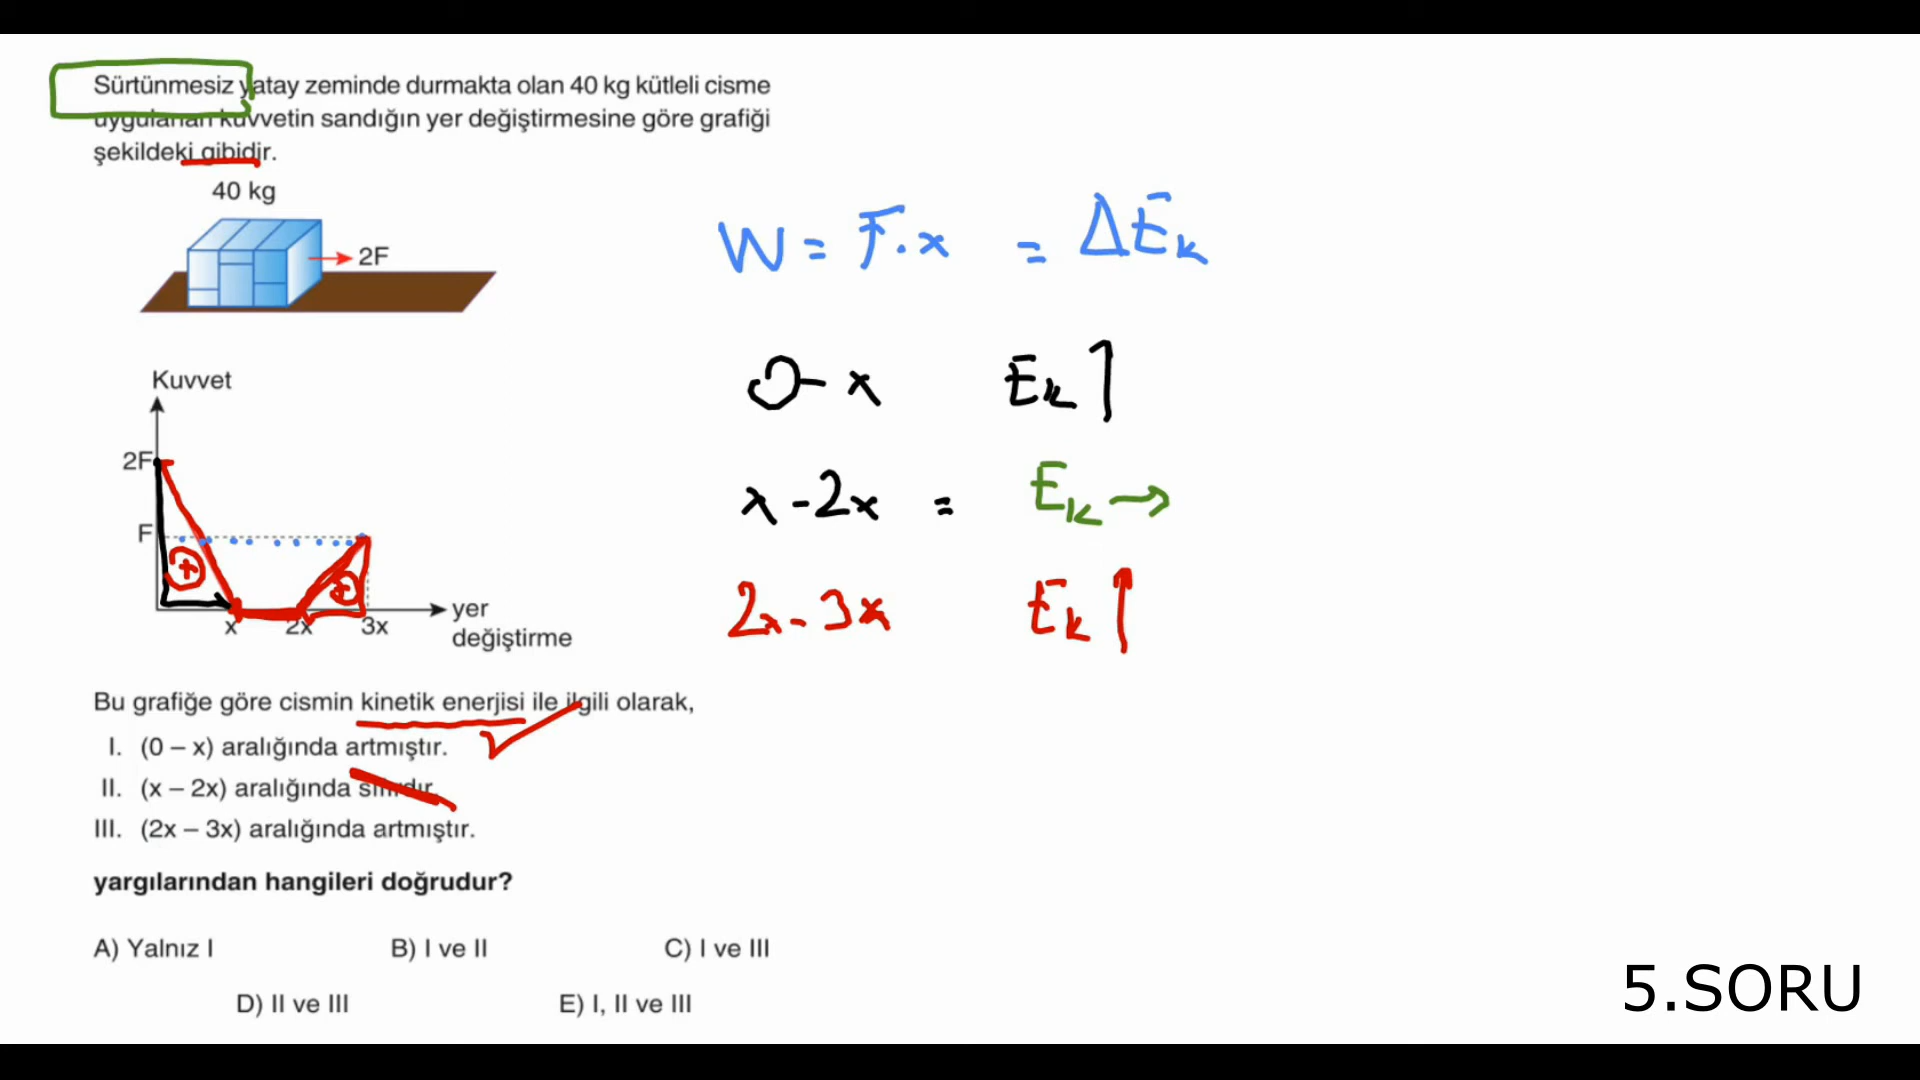 Sürtünmesiz yatay zeminde durmakta olan 40 kg kütleli cisme
uygulanan kuvvetin sandığın yer değiştirmesine göre grafiği
şekildeki gibidir.
40 kg
2F
W = F.x = ΔEk
Kuvvet
2F
F
x 2x 3x
yer
değiştirme
+
+
0-x Ek↑
x-2x = Ek→
2x-3x Ek↑
Bu grafiğe göre cismin kinetik enerjisi ile ilgili olarak,
I. (0 – x) aralığında artmıştır.
II. (x – 2x) aralığında sıfırdır.
III. (2x – 3x) aralığında artmıştır.
yargılarından hangileri doğrudur?
A) Yalnız I B) I ve II C) I ve III
D) II ve III E) I, II ve III
5.SORU